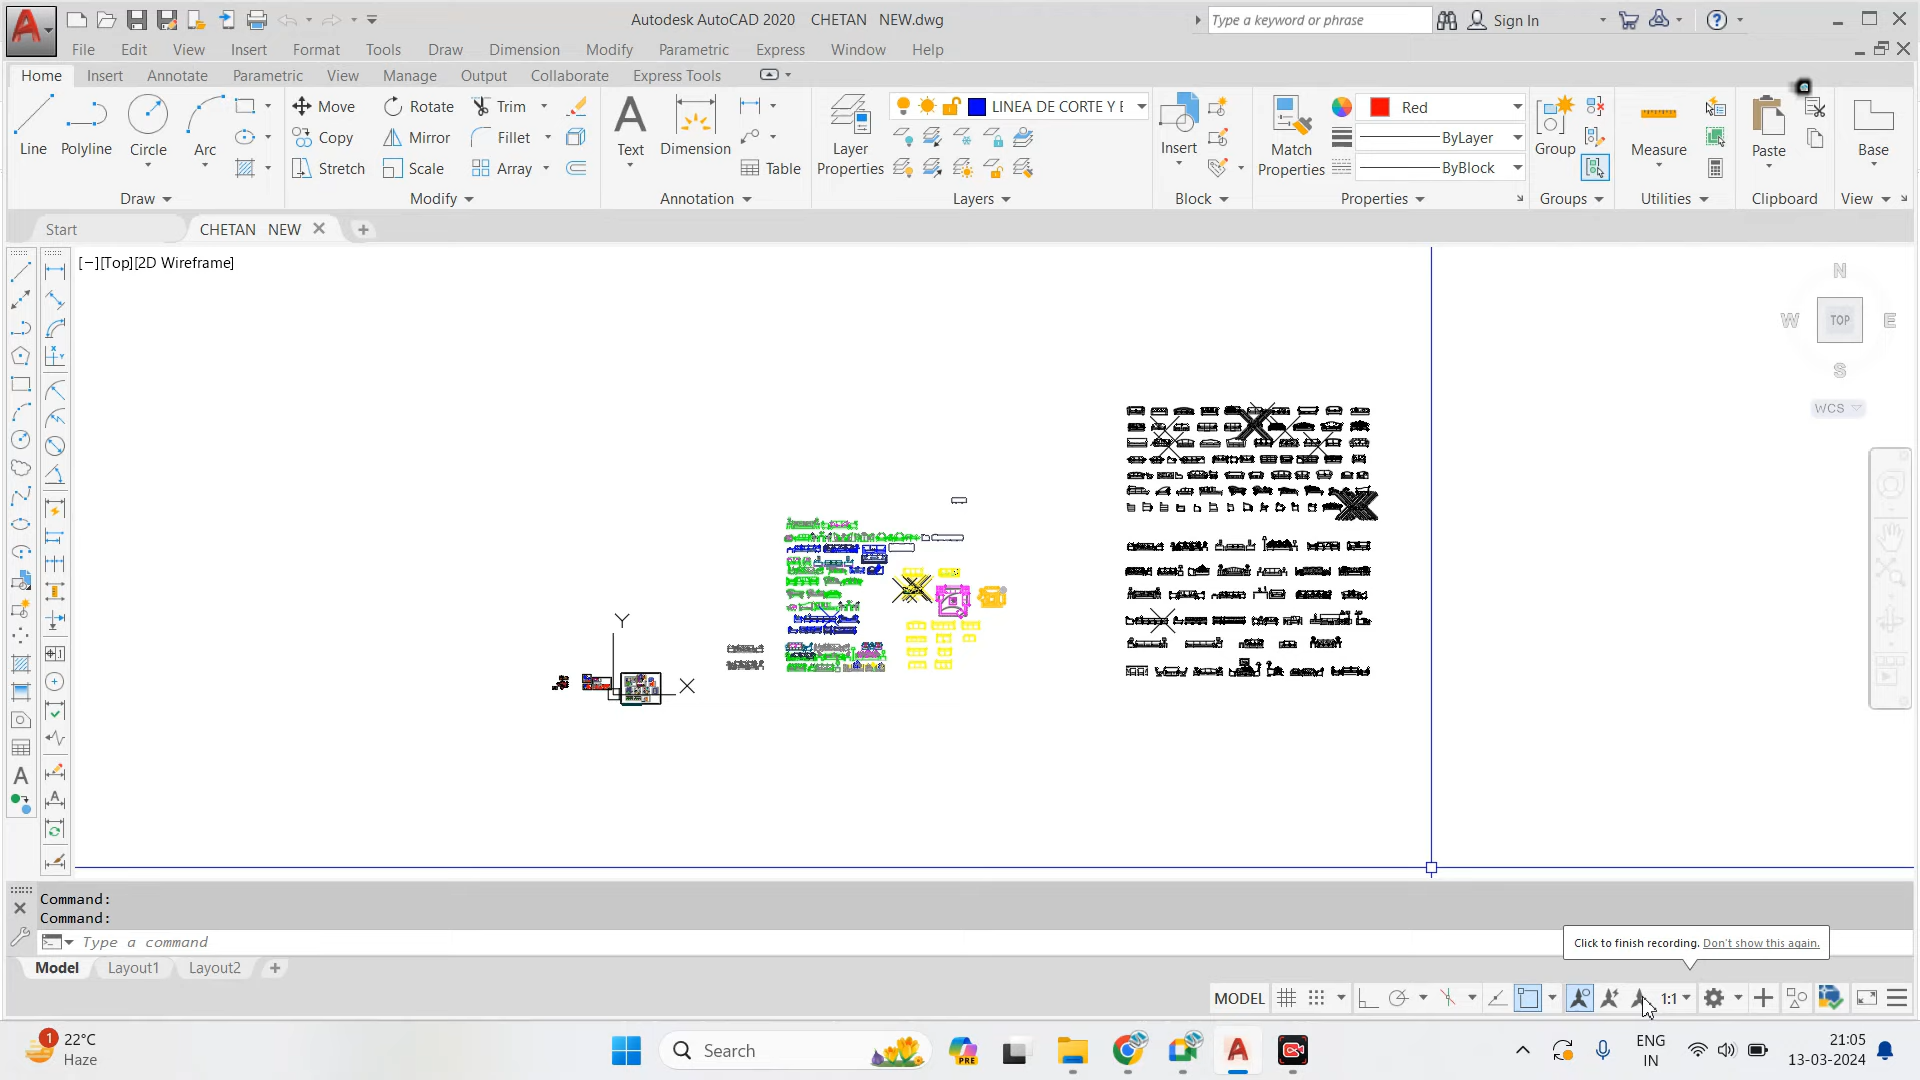 Autodesk AutoCAD 2020 CHETAN NEW.dwg
Type a keyword or phrase
Sign In
File Edit View Insert Format Tools Draw Dimension Modify Parametric Express Window Help
Home Insert Annotate Parametric View Manage Output Collaborate Express Tools
Line Polyline Circle Arc
Move Rotate Trim
Copy Mirror Fillet
Stretch Scale Array
Text Dimension Table
Layer Properties
LINEA DE CORTE Y E
Insert
Match Properties
Red
ByLayer
ByBlock
Group
Measure
Paste
Base
Draw Modify Annotation Layers Block Properties Groups Utilities Clipboard View
Start CHETAN NEW
[−][Top][2D Wireframe]
N
W TOP E
S
WCS
Y
X
Command:
Command:
Type a command
Click to finish recording. Don't show this again.
Model Layout1 Layout2
MODEL 1:1
1 22°C
Haze
Search
PRE
ENG
IN
21:05
13-03-2024